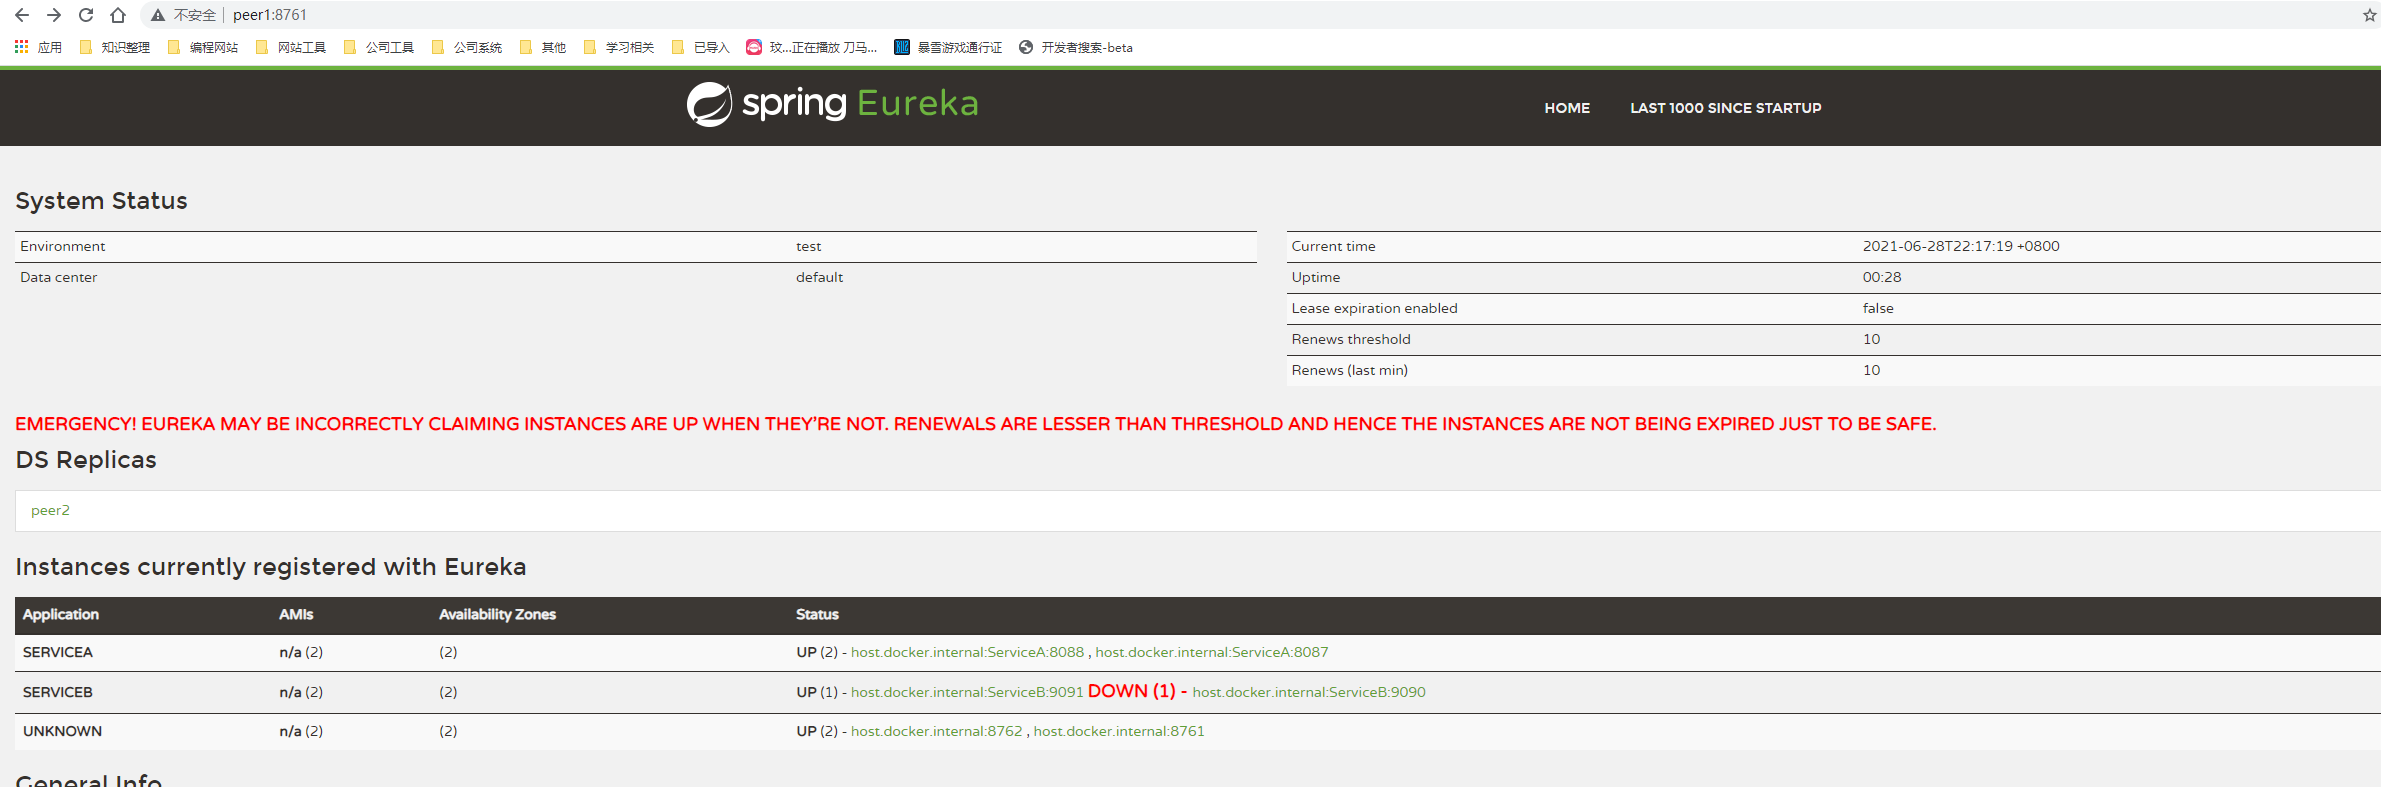 不安全 peer1:8761
应用 知识整理 编程网站 网站工具 公司工具 公司系统 其他 学习相关 已导入 玟...正在播放 刀马... 暴雪游戏通行证 开发者搜索-beta
spring Eureka HOME LAST 1000 SINCE STARTUP
System Status
Environment test Current time 2021-06-28T22:17:19 +0800
Data center default Uptime 00:28
Lease expiration enabled false
Renews threshold 10
Renews (last min) 10
EMERGENCY! EUREKA MAY BE INCORRECTLY CLAIMING INSTANCES ARE UP WHEN THEY'RE NOT. RENEWALS ARE LESSER THAN THRESHOLD AND HENCE THE INSTANCES ARE NOT BEING EXPIRED JUST TO BE SAFE.
DS Replicas
peer2
Instances currently registered with Eureka
Application AMIs Availability Zones Status
SERVICEA n/a (2) (2) UP (2) - host.docker.internal:ServiceA:8088 , host.docker.internal:ServiceA:8087
SERVICEB n/a (2) (2) UP (1) - host.docker.internal:ServiceB:9091 DOWN (1) - host.docker.internal:ServiceB:9090
UNKNOWN n/a (2) (2) UP (2) - host.docker.internal:8762 , host.docker.internal:8761
General Info